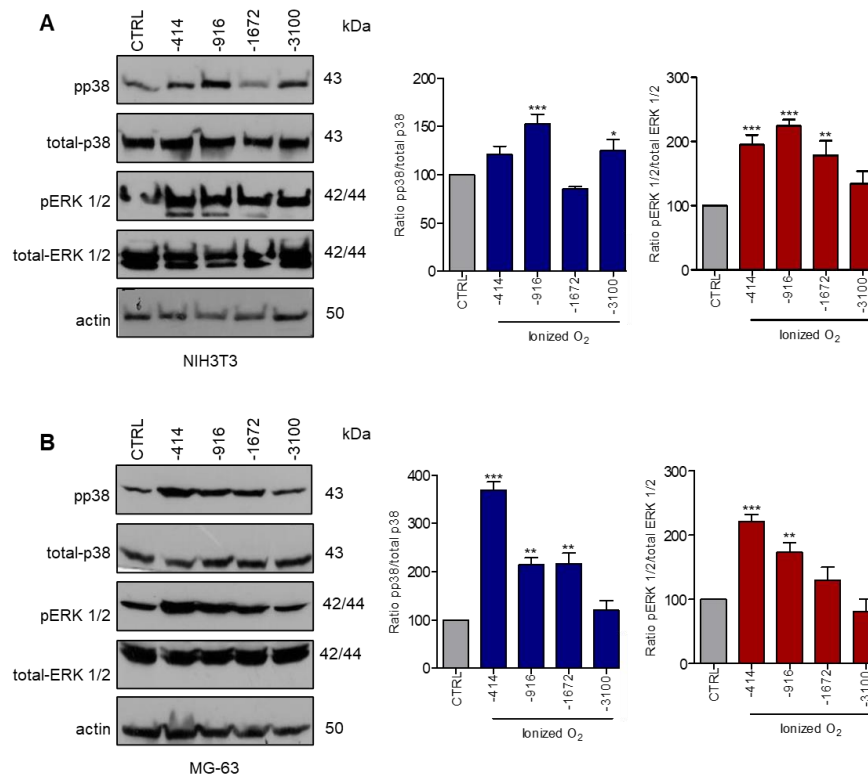 A
CTRL -414 -916 -1672 -3100 kDa
pp38 43
total-p38 43
pERK 1/2 42/44
total-ERK 1/2 42/44
actin 50
NIH3T3
Ratio pp38/total p38
200
150
100
50
0
*** *
CTRL -414 -916 -1672 -3100
Ionized O2
Ratio pERK 1/2/total ERK 1/2
300
200
100
0
*** *** **
CTRL -414 -916 -1672 -3100
Ionized O2
B
CTRL -414 -916 -1672 -3100 kDa
pp38 43
total-p38 43
pERK 1/2 42/44
total-ERK 1/2 42/44
actin 50
MG-63
Ratio pp38/total p38
400
300
200
100
0
*** ** **
CTRL -414 -916 -1672 -3100
Ionized O2
Ratio pERK 1/2/total ERK 1/2
300
200
100
0
*** **
CTRL -414 -916 -1672 -3100
Ionized O2